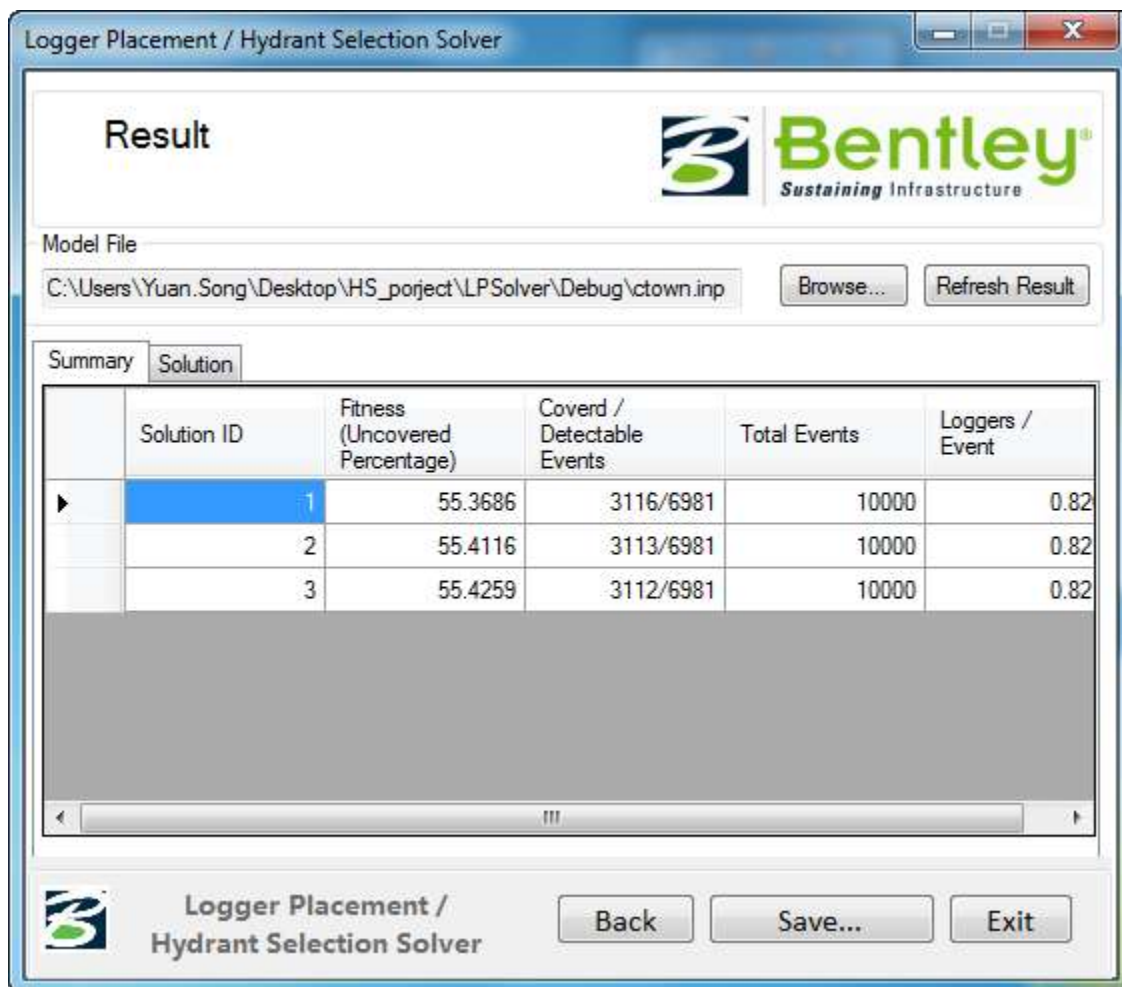 Logger Placement / Hydrant Selection Solver
Result
Bentley®
Sustaining Infrastructure
Model File
C:\Users\Yuan.Song\Desktop\HS_porject\LPSolver\Debug\ctown.inp
Browse...
Refresh Result
Summary
Solution
Solution ID
Fitness
(Uncovered
Percentage)
Coverd /
Detectable
Events
Total Events
Loggers /
Event
1 55.3686 3116/6981 10000 0.82
2 55.4116 3113/6981 10000 0.82
3 55.4259 3112/6981 10000 0.82
Logger Placement /
Hydrant Selection Solver
Back
Save...
Exit